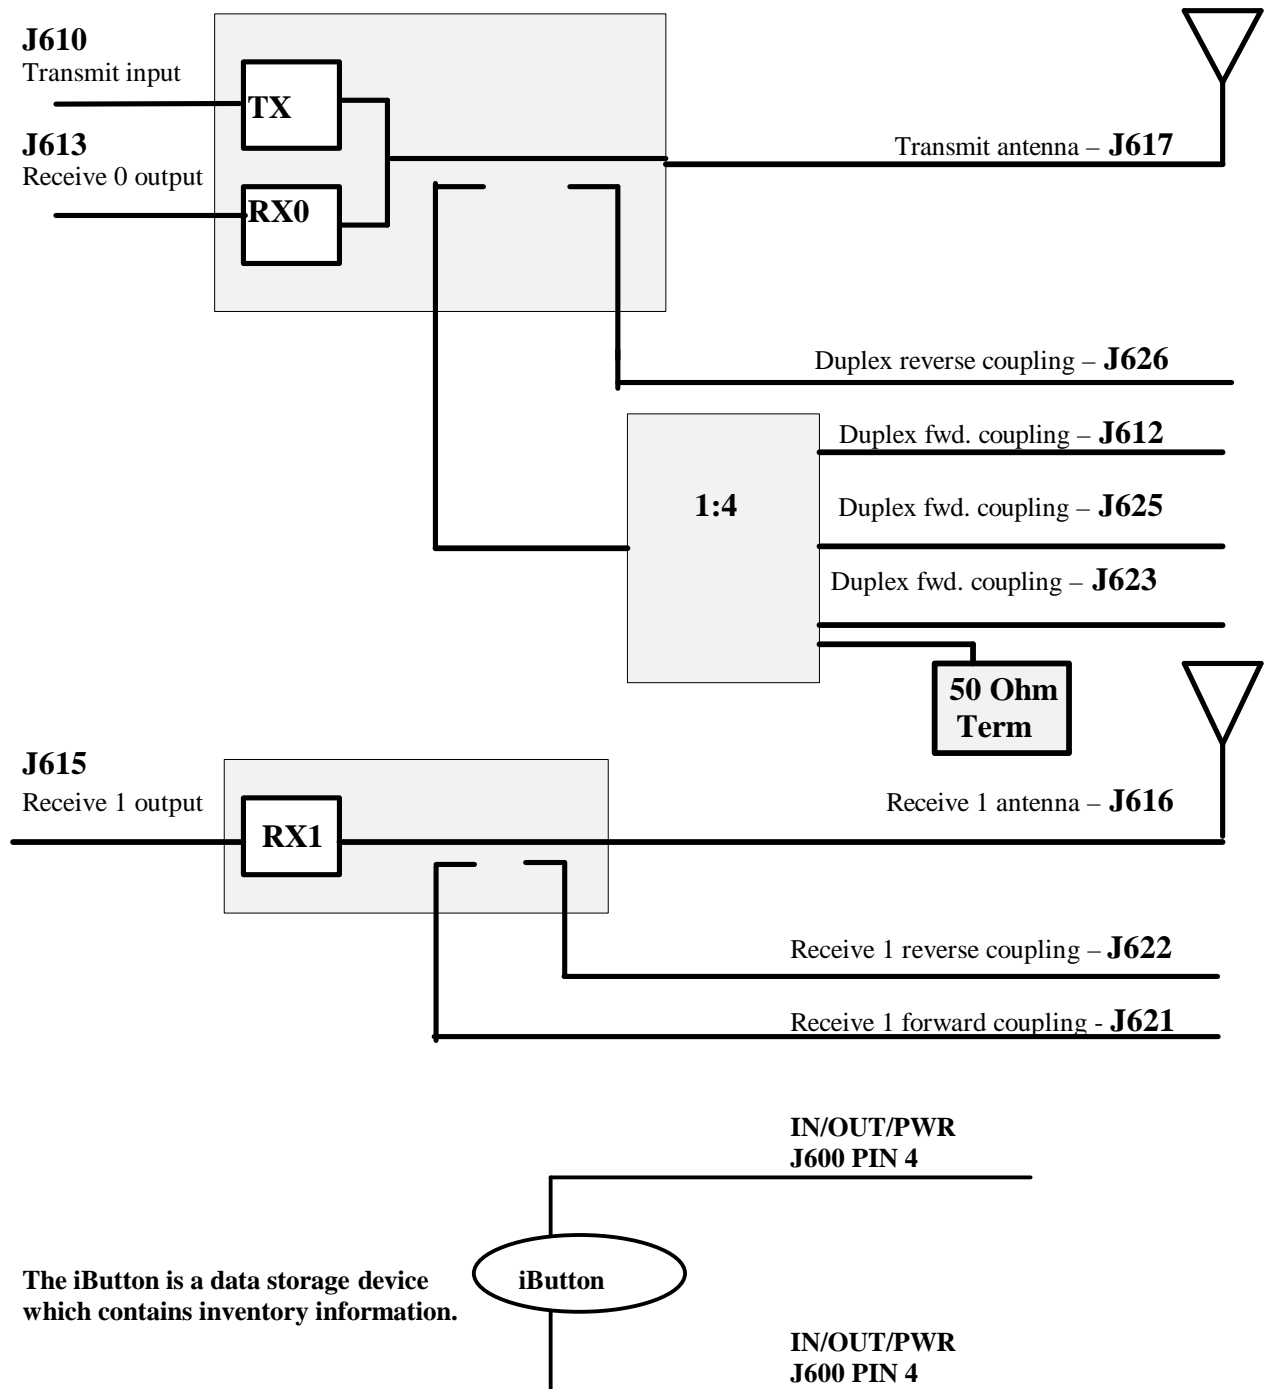 J610
Transmit input
TX
J613
Receive 0 output
RX0
Transmit antenna – J617
Duplex reverse coupling – J626
Duplex fwd. coupling – J612
1:4
Duplex fwd. coupling – J625
Duplex fwd. coupling – J623
50 Ohm
Term
J615
Receive 1 output
RX1
Receive 1 antenna – J616
Receive 1 reverse coupling – J622
Receive 1 forward coupling - J621
IN/OUT/PWR
J600 PIN 4
The iButton is a data storage device
which contains inventory information.
iButton
IN/OUT/PWR
J600 PIN 4